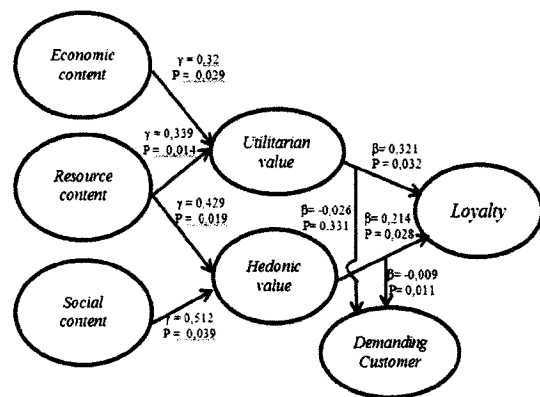 Economic
content
γ = 0,32
P = 0,029
γ = 0,339
P = 0,014
Utilitarian
value
β= 0,321
P = 0,032
Resource
content
γ = 0,429
P = 0,019
β= -0,026
P= 0,331
β= 0,214
P = 0,028
Loyalty
Hedonic
value
Social
content
γ = 0,512
P = 0,039
β= -0,009
P= 0,011
Demanding
Customer